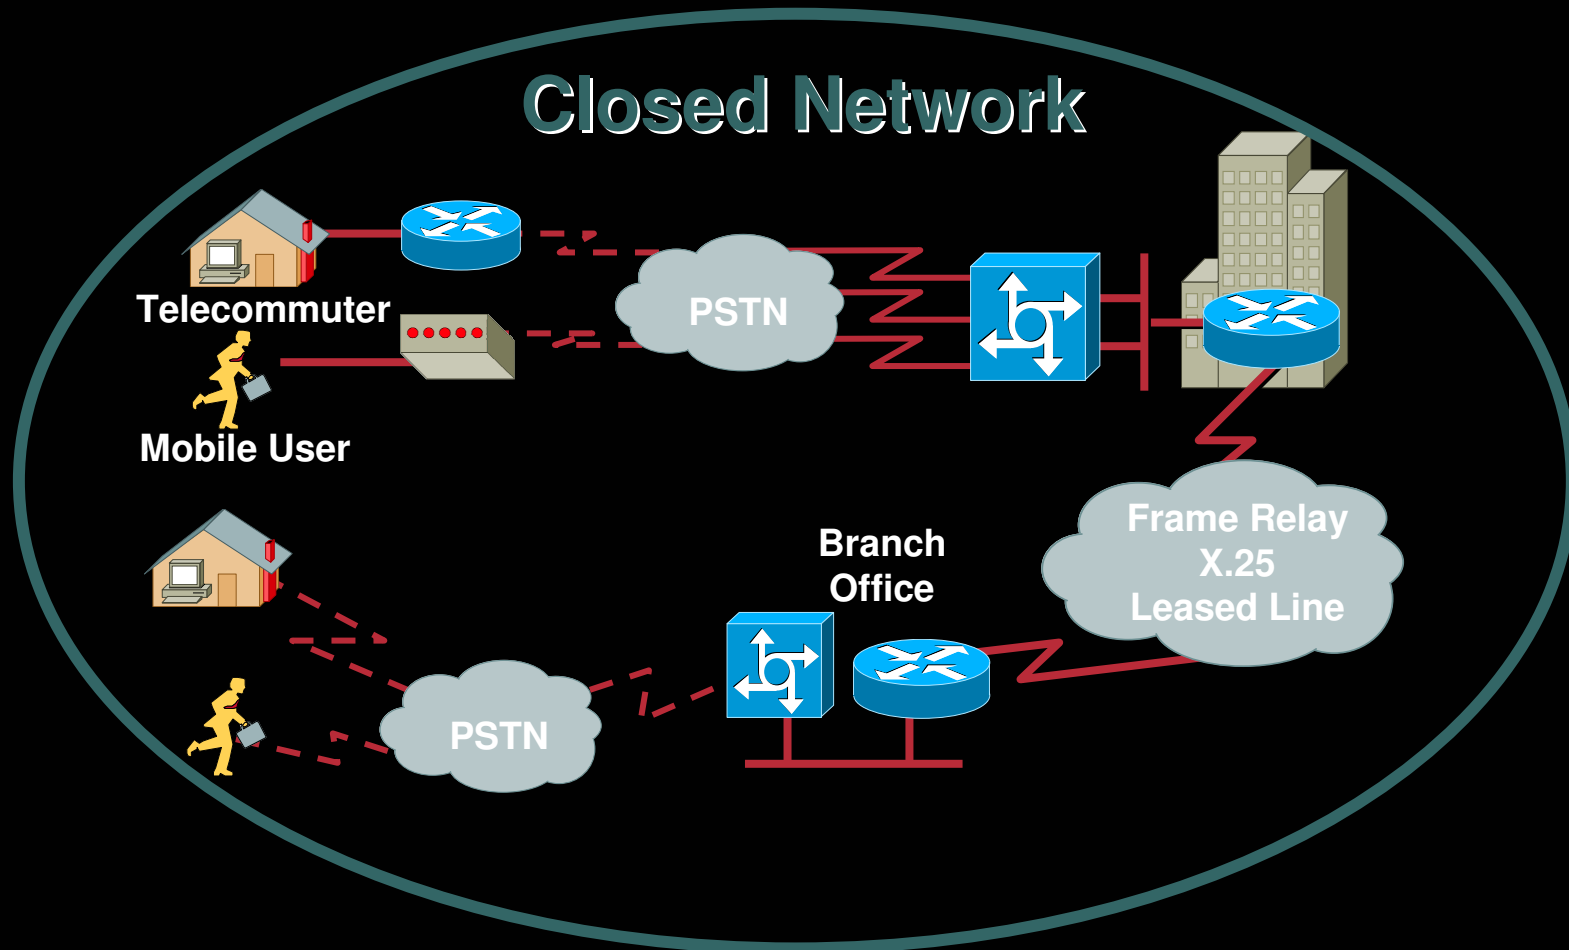 Closed Network
Telecommuter
PSTN
Mobile User
Frame Relay
X.25
Leased Line
Branch
Office
PSTN